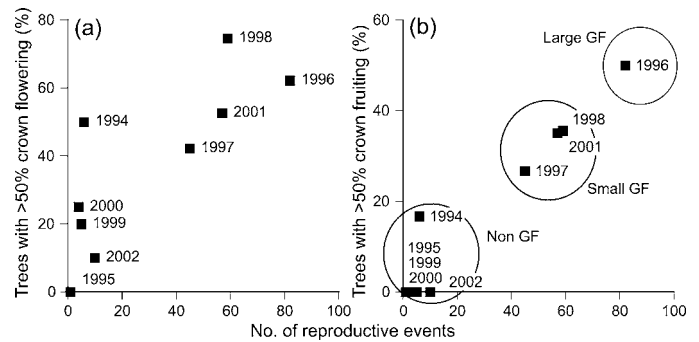 (a)
Trees with >50% crown flowering (%)
80
60
40
20
0
1998
1996
2001
1994
1997
2000
1999
2002
1995
0 20 40 60 80 100
(b)
Trees with >50% crown fruiting (%)
60
40
20
0
Large GF
1996
1998
2001
1997
Small GF
1994
Non GF
1995
1999
2000
2002
0 20 40 60 80 100
No. of reproductive events